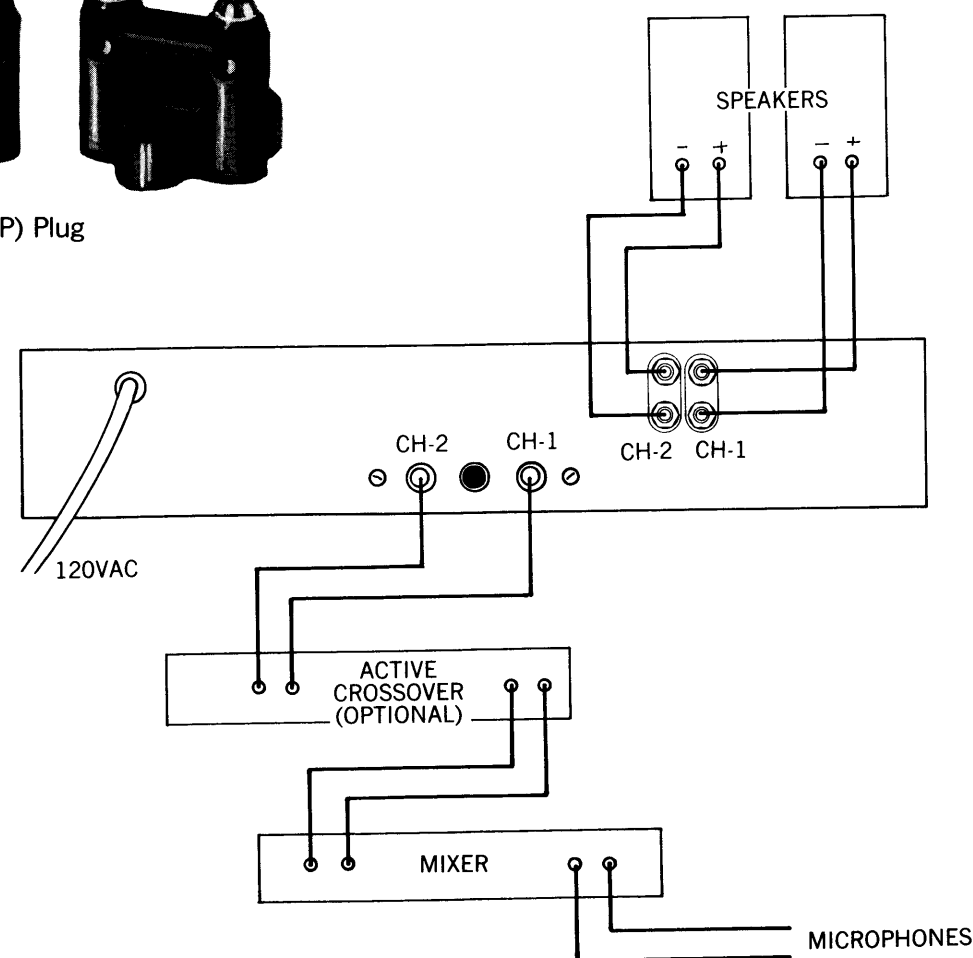 P) Plug
SPEAKERS
- +
- +
CH-2 CH-1
CH-2 CH-1
120VAC
ACTIVE
CROSSOVER
(OPTIONAL)
MIXER
MICROPHONES